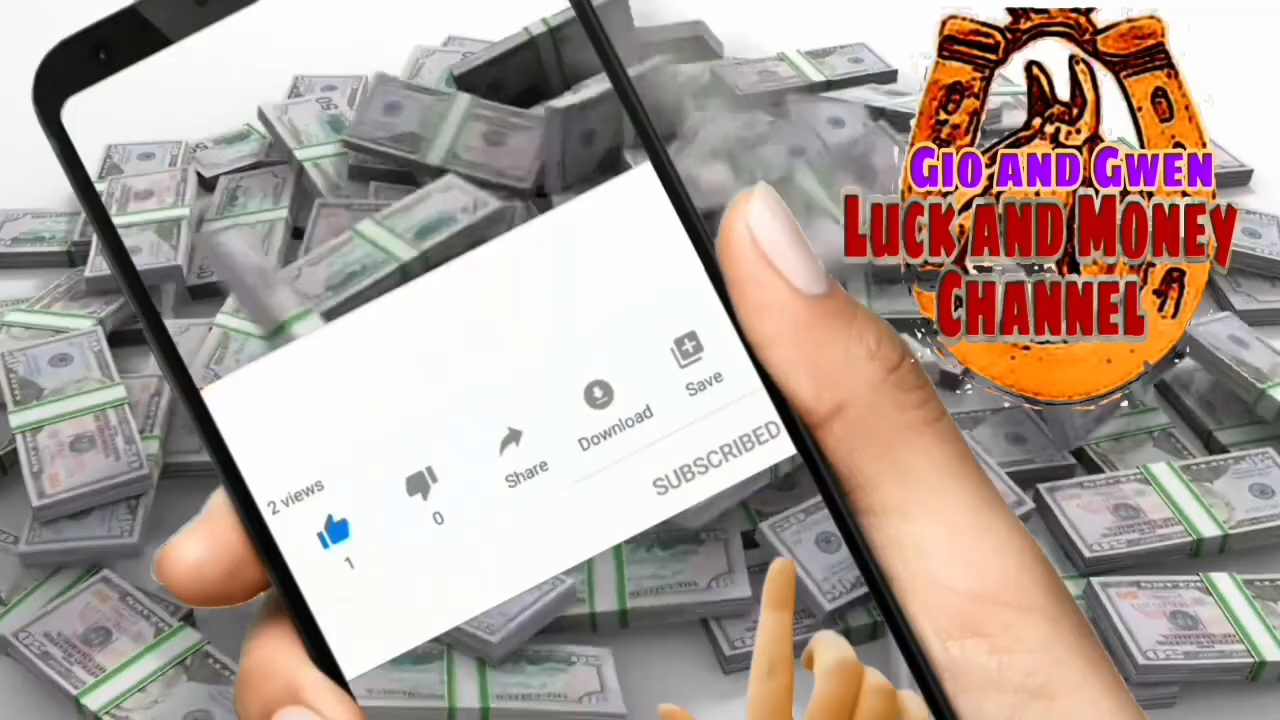 GIO AND GWEN
LUCK AND MONEY
CHANNEL
2 views
1
0
Share
Download
Save
SUBSCRIBED